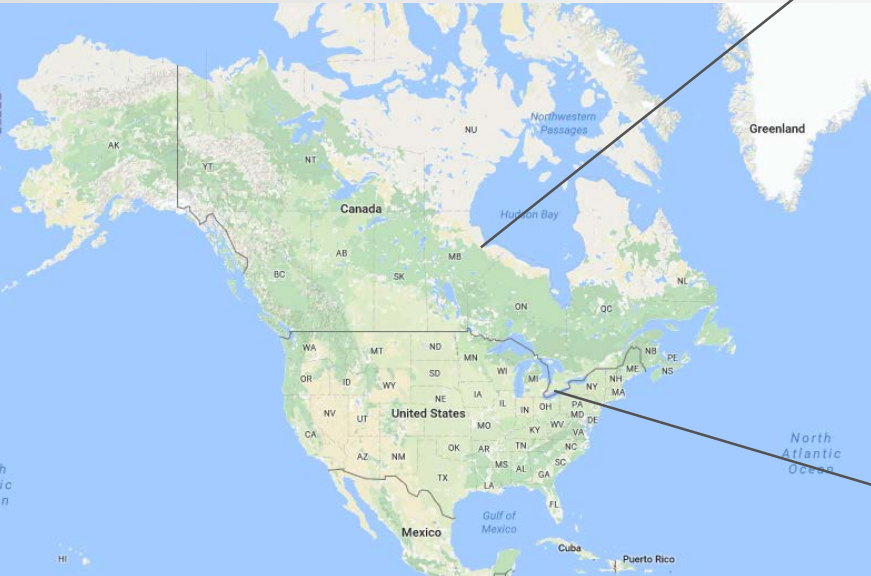 NU
Northwestern
Passages
Greenland
AK
YT
NT
Canada
Hudson Bay
AB
MB
BC
SK
NL
ON
QC
WA
MT
ND
MN
NB
PE
ME
NS
OR
ID
WY
SD
WI
MI
NY
NH
MA
NV
UT
NE
IA
IL
IN
OH
PA
MD
DE
United States
CA
MO
KY
WV
VA
AZ
NM
OK
AR
TN
NC
SC
MS
AL
GA
TX
LA
FL
North
Atlantic
Ocean
h
ic
n
Gulf of
Mexico
Mexico
HI
Cuba
Puerto Rico